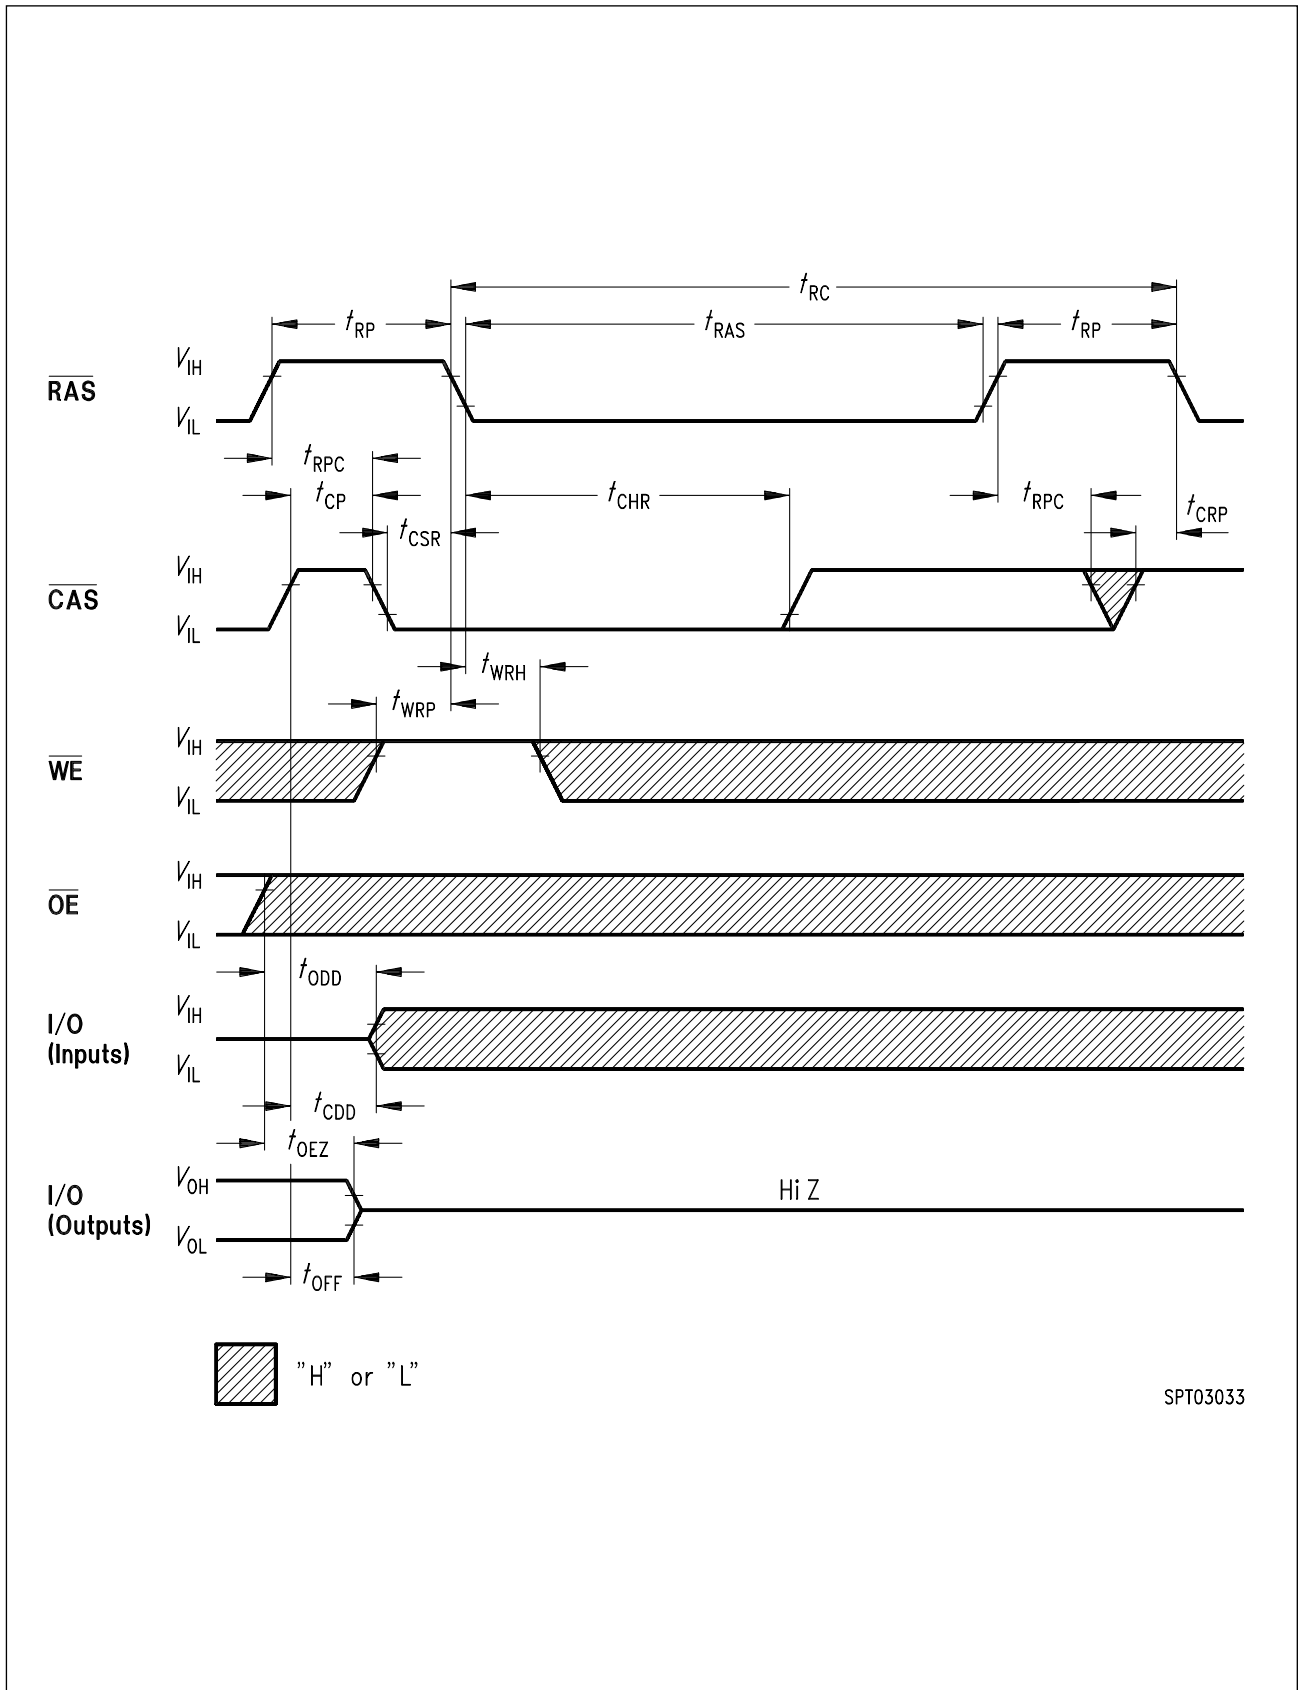 tRC
tRP tRAS tRP
RAS VIH
VIL
tRPC
tCP tCHR tRPC tCRP
tCSR
CAS VIH
VIL
tWRH
tWRP
WE VIH
VIL
OE VIH
VIL
tODD
I/O (Inputs) VIH
VIL
tCDD
tOEZ
I/O (Outputs) VOH
Hi Z
VOL
tOFF
"H" or "L"
SPT03033